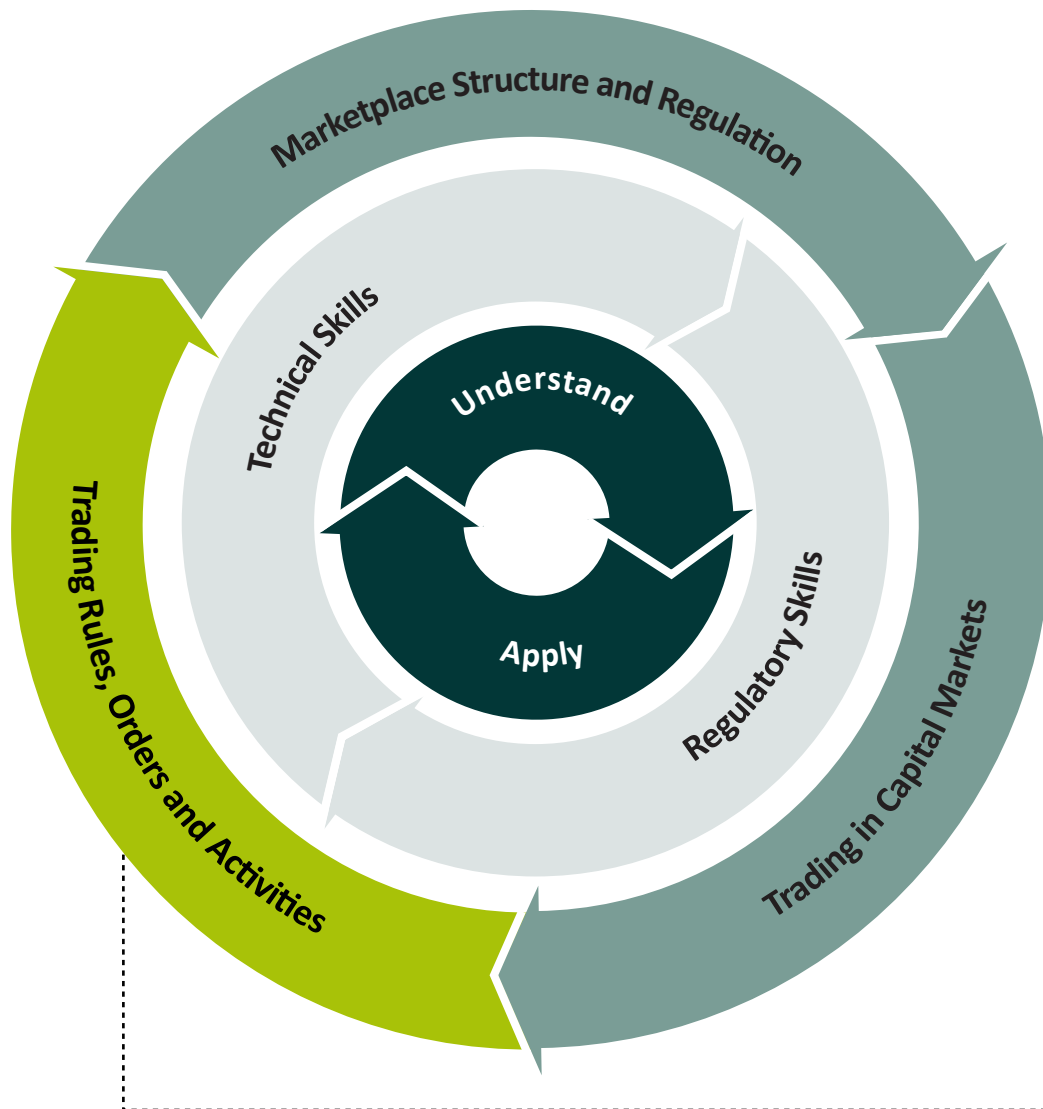 Marketplace Structure and Regulation
Technical Skills
Understand
Trading Rules, Orders and Activities
Apply
Regulatory Skills
Trading in Capital Markets